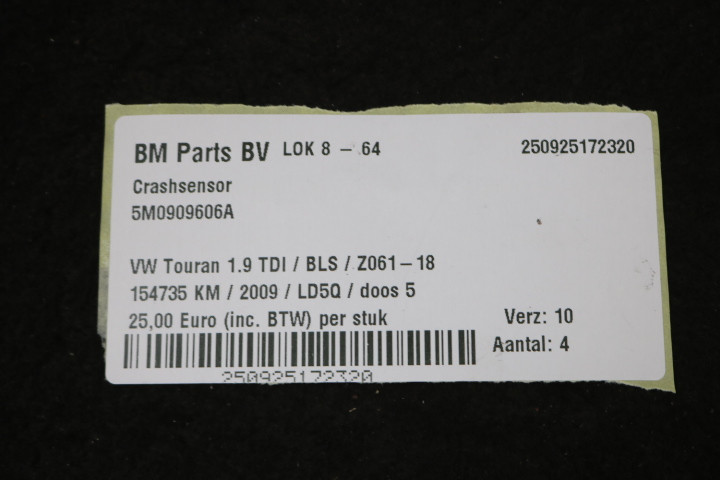 BM Parts BV LOK 8 - 64 250925172320
Crashsensor
5M0909606A
VW Touran 1.9 TDI / BLS / Z061-18
154735 KM / 2009 / LD5Q / doos 5
25,00 Euro (inc. BTW) per stuk Verz: 10
Aantal: 4
250925172320